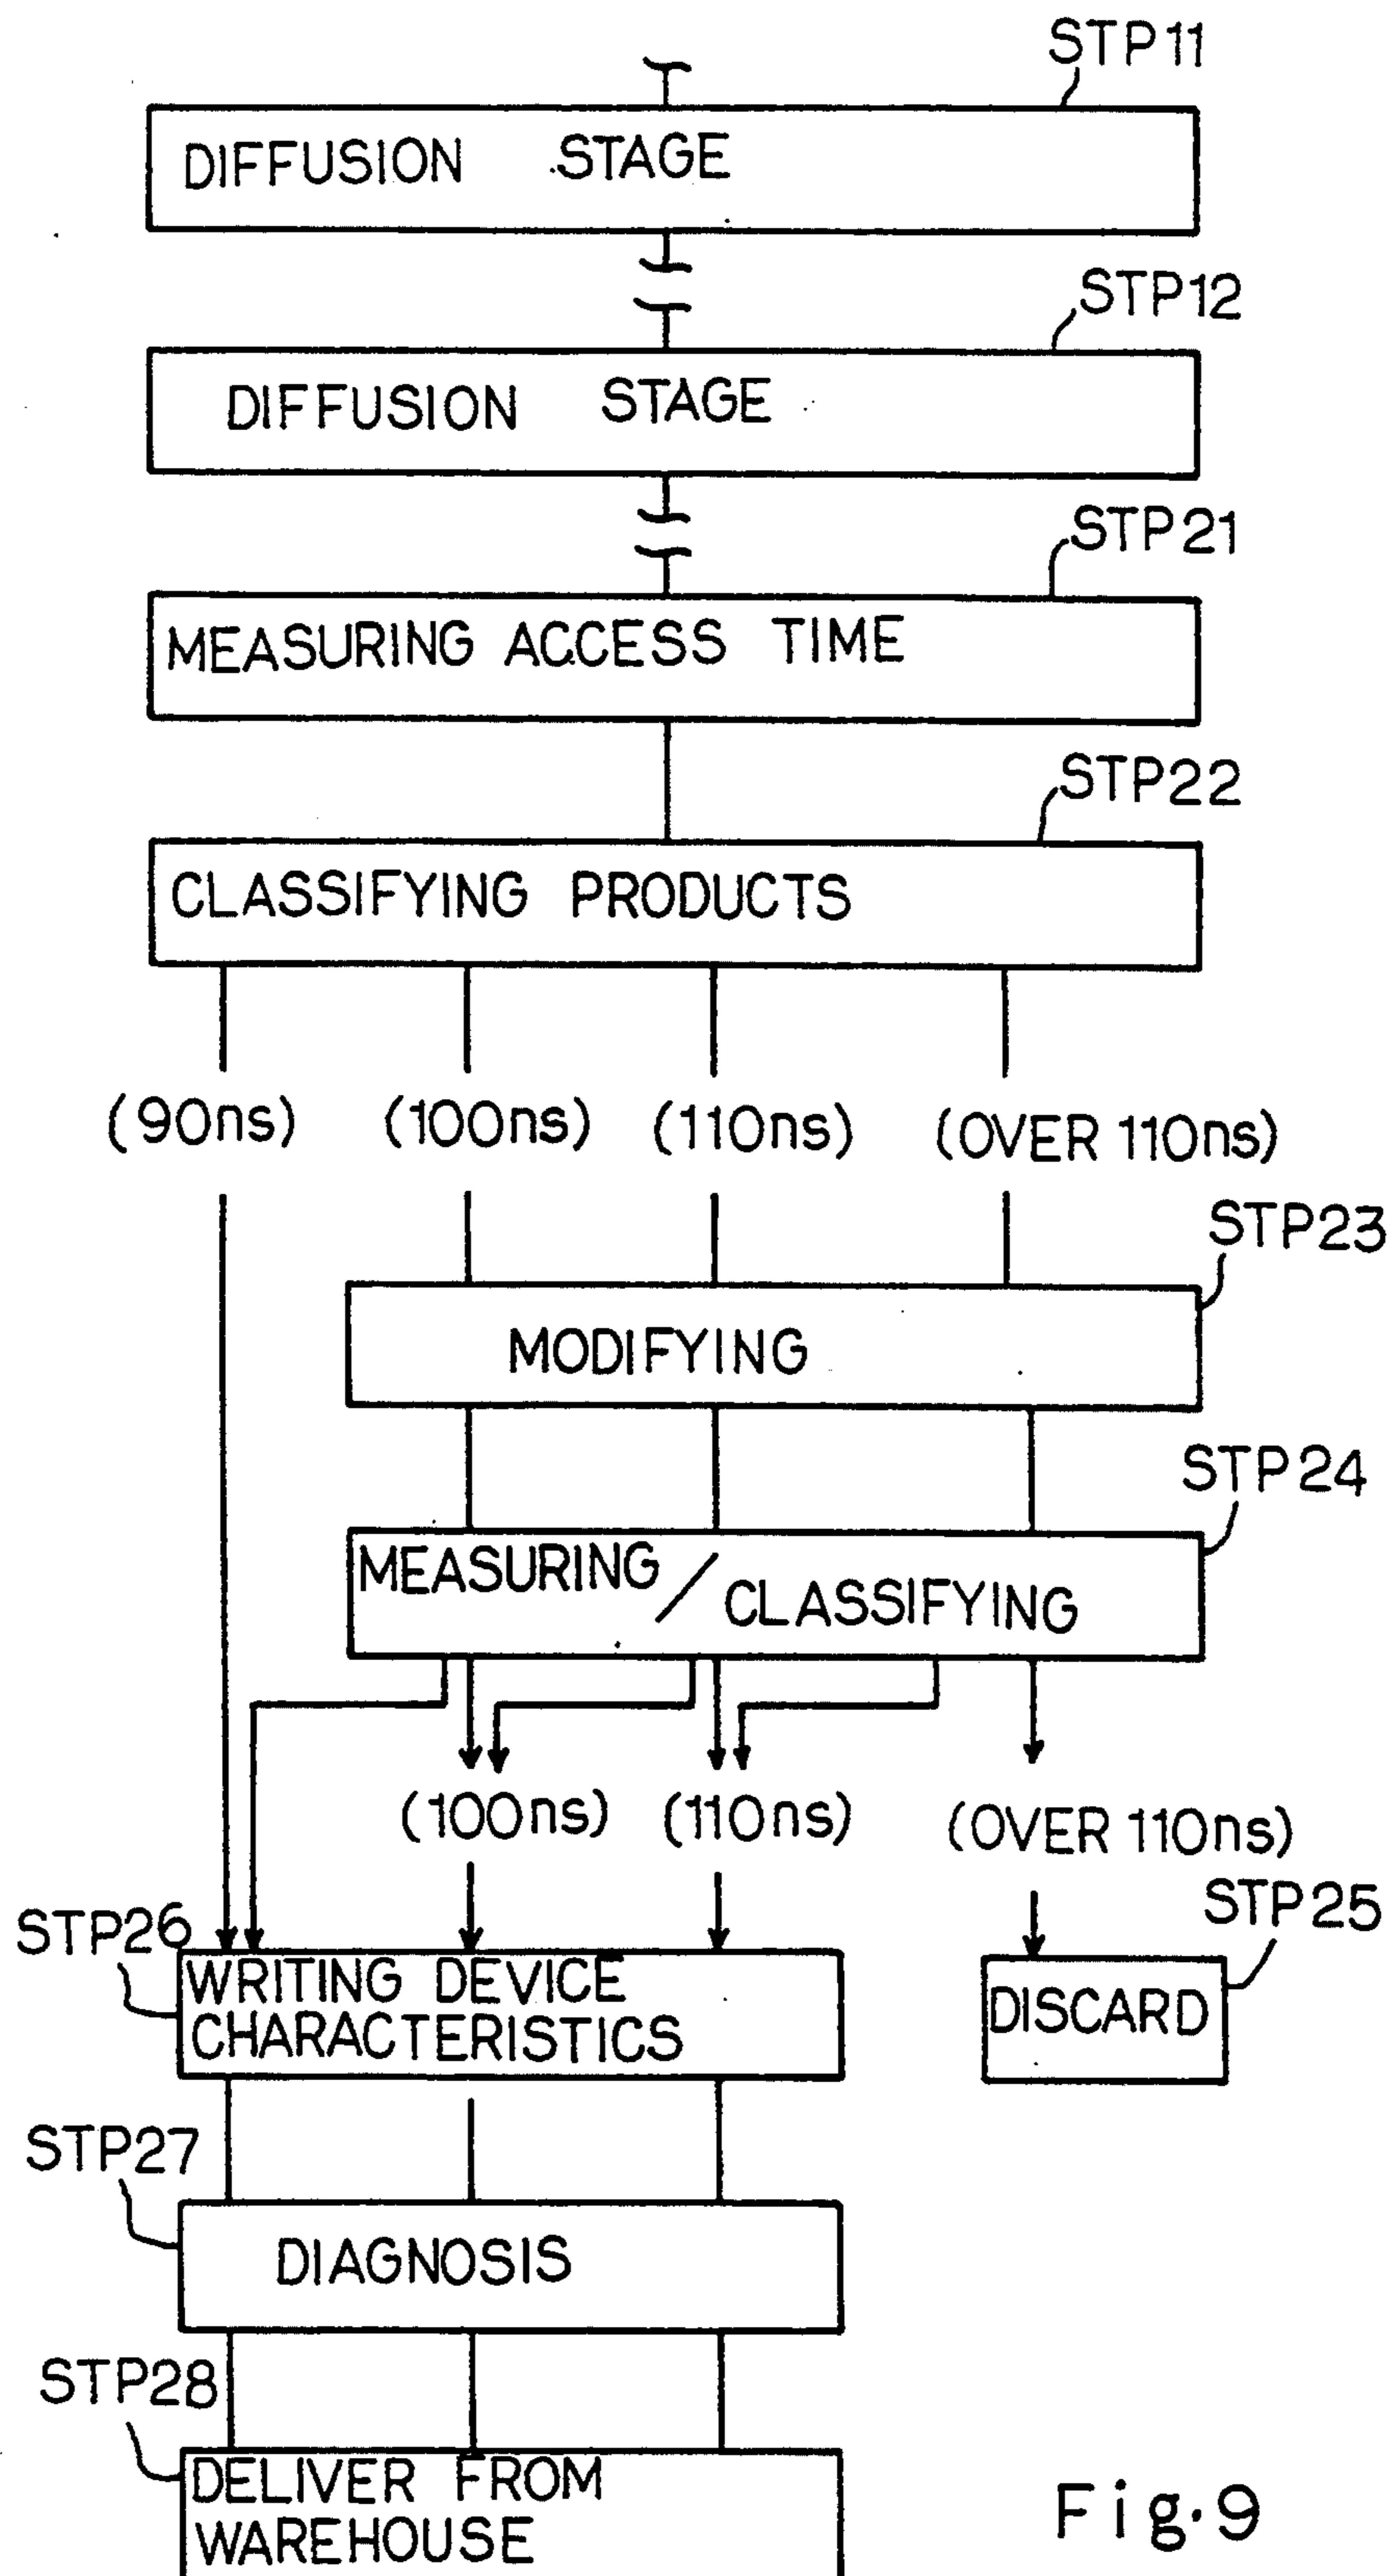 STP11
DIFFUSION STAGE
STP12
DIFFUSION STAGE
STP21
MEASURING ACCESS TIME
STP22
CLASSIFYING PRODUCTS
(90ns) (100ns) (110ns) (OVER 110ns)
STP23
MODIFYING
STP24
MEASURING / CLASSIFYING
(100ns) (110ns) (OVER 110ns)
STP25
STP26
WRITING DEVICE
CHARACTERISTICS
DISCARD
STP27
DIAGNOSIS
STP28
DELIVER FROM
WAREHOUSE
Fig.9